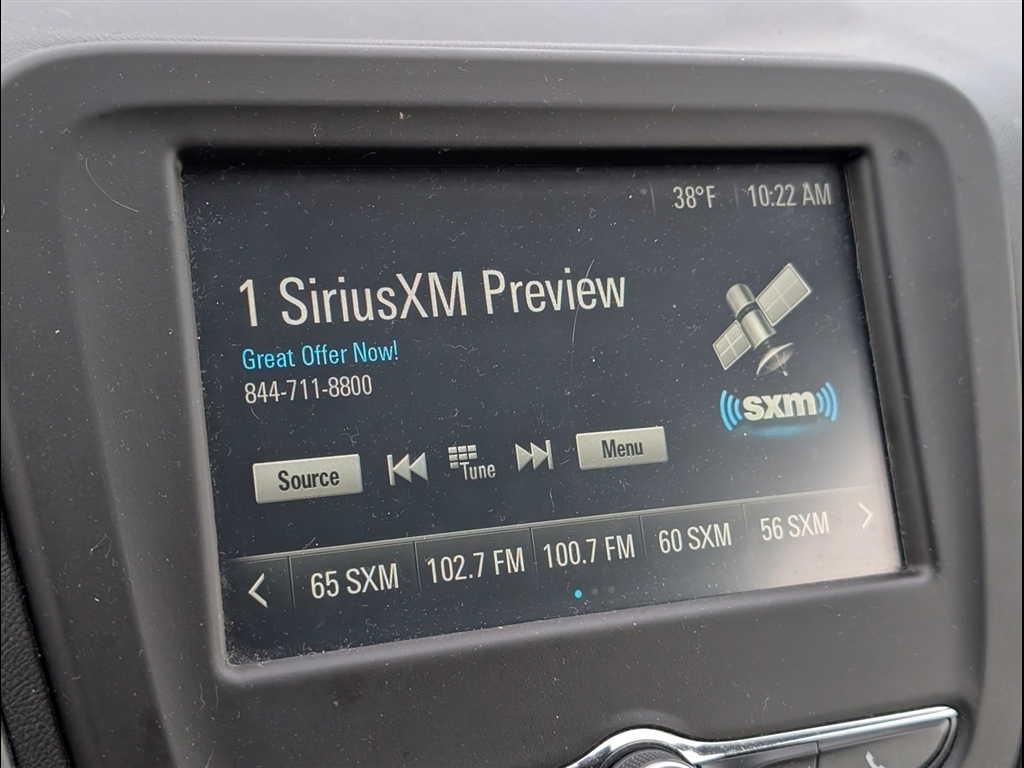 38°F 10:22 AM
1 SiriusXM Preview
Great Offer Now!
844-711-8800
sxm
Source Tune Menu
65 SXM 102.7 FM 100.7 FM 60 SXM 56 SXM